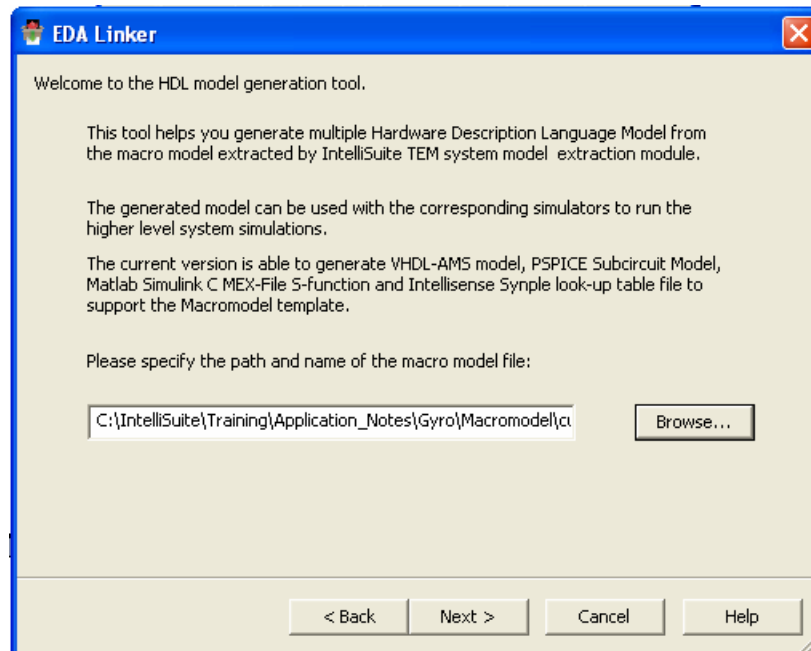 EDA Linker
Welcome to the HDL model generation tool.
This tool helps you generate multiple Hardware Description Language Model from
the macro model extracted by IntelliSuite TEM system model extraction module.
The generated model can be used with the corresponding simulators to run the
higher level system simulations.
The current version is able to generate VHDL-AMS model, PSPICE Subcircuit Model,
Matlab Simulink C MEX-File S-function and Intellisense Synple look-up table file to
support the Macromodel template.
Please specify the path and name of the macro model file:
C:\IntelliSuite\Training\Application_Notes\Gyro\Macromodel\cu
Browse...
< Back
Next >
Cancel
Help